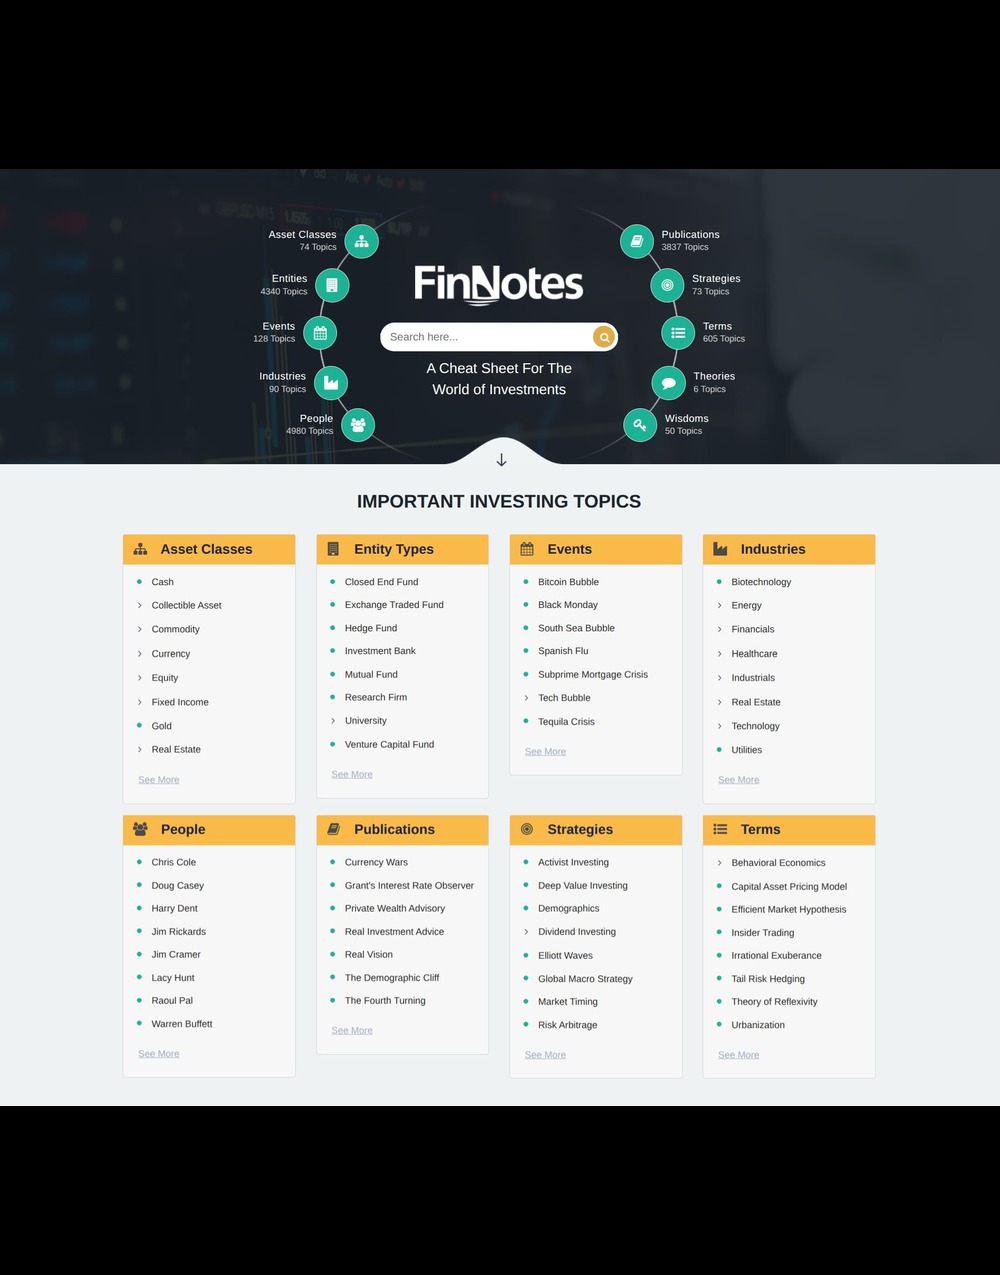 Asset Classes
74 Topics
Entities
4340 Topics
Events
128 Topics
Industries
90 Topics
People
4980 Topics
FinNotes
Search here...
A Cheat Sheet For The
World of Investments
Publications
3837 Topics
Strategies
73 Topics
Terms
605 Topics
Theories
6 Topics
Wisdoms
50 Topics
IMPORTANT INVESTING TOPICS
Asset Classes
Cash
Collectible Asset
Commodity
Currency
Equity
Fixed Income
Gold
Real Estate
See More
Entity Types
Closed End Fund
Exchange Traded Fund
Hedge Fund
Investment Bank
Mutual Fund
Research Firm
University
Venture Capital Fund
See More
Events
Bitcoin Bubble
Black Monday
South Sea Bubble
Spanish Flu
Subprime Mortgage Crisis
Tech Bubble
Tequila Crisis
See More
Industries
Biotechnology
Energy
Financials
Healthcare
Industrials
Real Estate
Technology
Utilities
See More
People
Chris Cole
Doug Casey
Harry Dent
Jim Rickards
Jim Cramer
Lacy Hunt
Raoul Pal
Warren Buffett
See More
Publications
Currency Wars
Grant's Interest Rate Observer
Private Wealth Advisory
Real Investment Advice
Real Vision
The Demographic Cliff
The Fourth Turning
See More
Strategies
Activist Investing
Deep Value Investing
Demographics
Dividend Investing
Elliott Waves
Global Macro Strategy
Market Timing
Risk Arbitrage
See More
Terms
Behavioral Economics
Capital Asset Pricing Model
Efficient Market Hypothesis
Insider Trading
Irrational Exuberance
Tail Risk Hedging
Theory of Reflexivity
Urbanization
See More